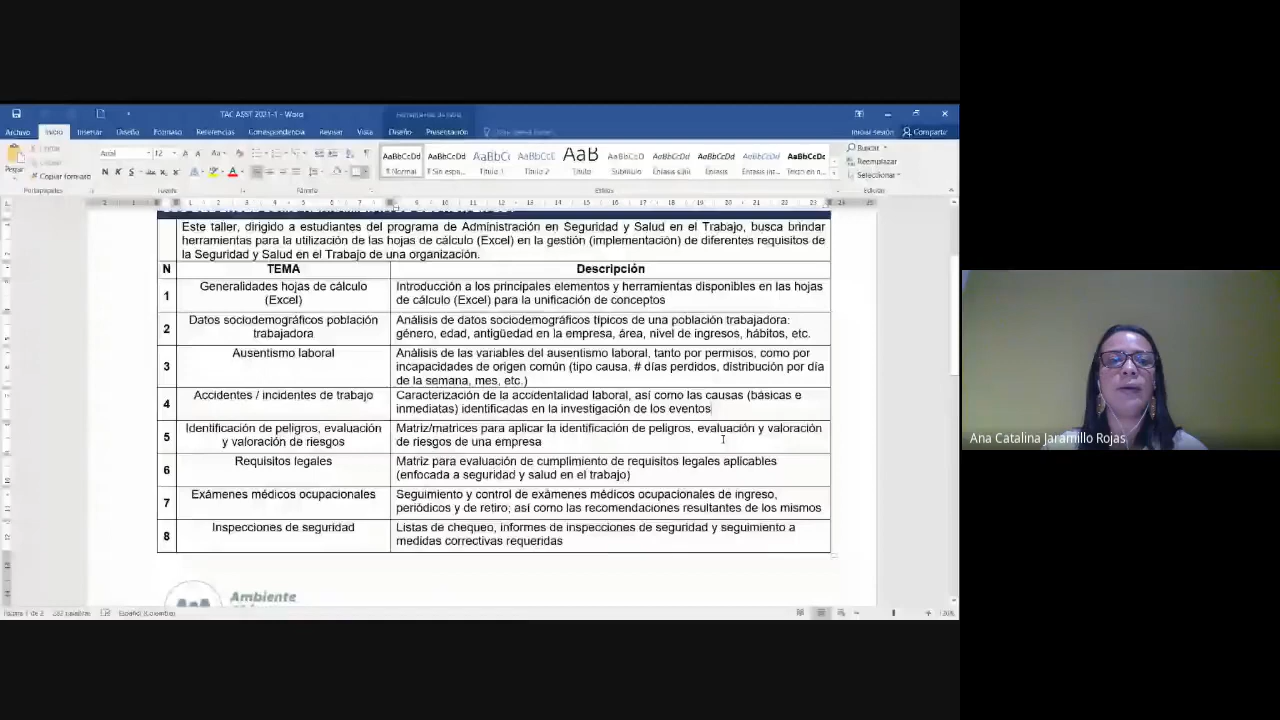 TAC ASST 2021-1 - Word
Archivo Inicio Insertar Diseño Formato Referencias Correspondencia Revisar Vista Diseño Presentación
Iniciar sesión Compartir
Arial 12
Copiar formato
N K S
AaBbCcDd AaBbCcDd AaBbCc AaBbCcC AaB AaBbCcD AaBbCcDd AaBbCcDd AaBbCcDd AaBbCcDc
¶ Normal Título 1 Título 2 Título Subtítulo Énfasis sutil Énfasis
Buscar
Reemplazar
Seleccionar
Portapapeles Fuente Párrafo Estilos Edición
Este taller, dirigido a estudiantes del programa de Administración en Seguridad y Salud en el Trabajo, busca brindar
herramientas para la utilización de las hojas de cálculo (Excel) en la gestión (implementación) de diferentes requisitos de
la Seguridad y Salud en el Trabajo de una organización.
N TEMA Descripción
1 Generalidades hojas de cálculo (Excel) Introducción a los principales elementos y herramientas disponibles en las hojas
de cálculo (Excel) para la unificación de conceptos
2 Datos sociodemográficos población trabajadora Análisis de datos sociodemográficos típicos de una población trabajadora:
género, edad, antigüedad en la empresa, área, nivel de ingresos, hábitos, etc.
3 Ausentismo laboral Análisis de las variables del ausentismo laboral, tanto por permisos, como por
incapacidades de origen común (tipo causa, # días perdidos, distribución por día
de la semana, mes, etc.)
4 Accidentes / incidentes de trabajo Caracterización de la accidentalidad laboral, así como las causas (básicas e
inmediatas) identificadas en la investigación de los eventos
5 Identificación de peligros, evaluación y valoración de riesgos Matriz/matrices para aplicar la identificación de peligros, evaluación y valoración
de riesgos de una empresa
6 Requisitos legales Matriz para evaluación de cumplimiento de requisitos legales aplicables
(enfocada a seguridad y salud en el trabajo)
7 Exámenes médicos ocupacionales Seguimiento y control de exámenes médicos ocupacionales de ingreso,
periódicos y de retiro; así como las recomendaciones resultantes de los mismos
8 Inspecciones de seguridad Listas de chequeo, informes de inspecciones de seguridad y seguimiento a
medidas correctivas requeridas
Ambiente
Ana Catalina Jaramillo Rojas